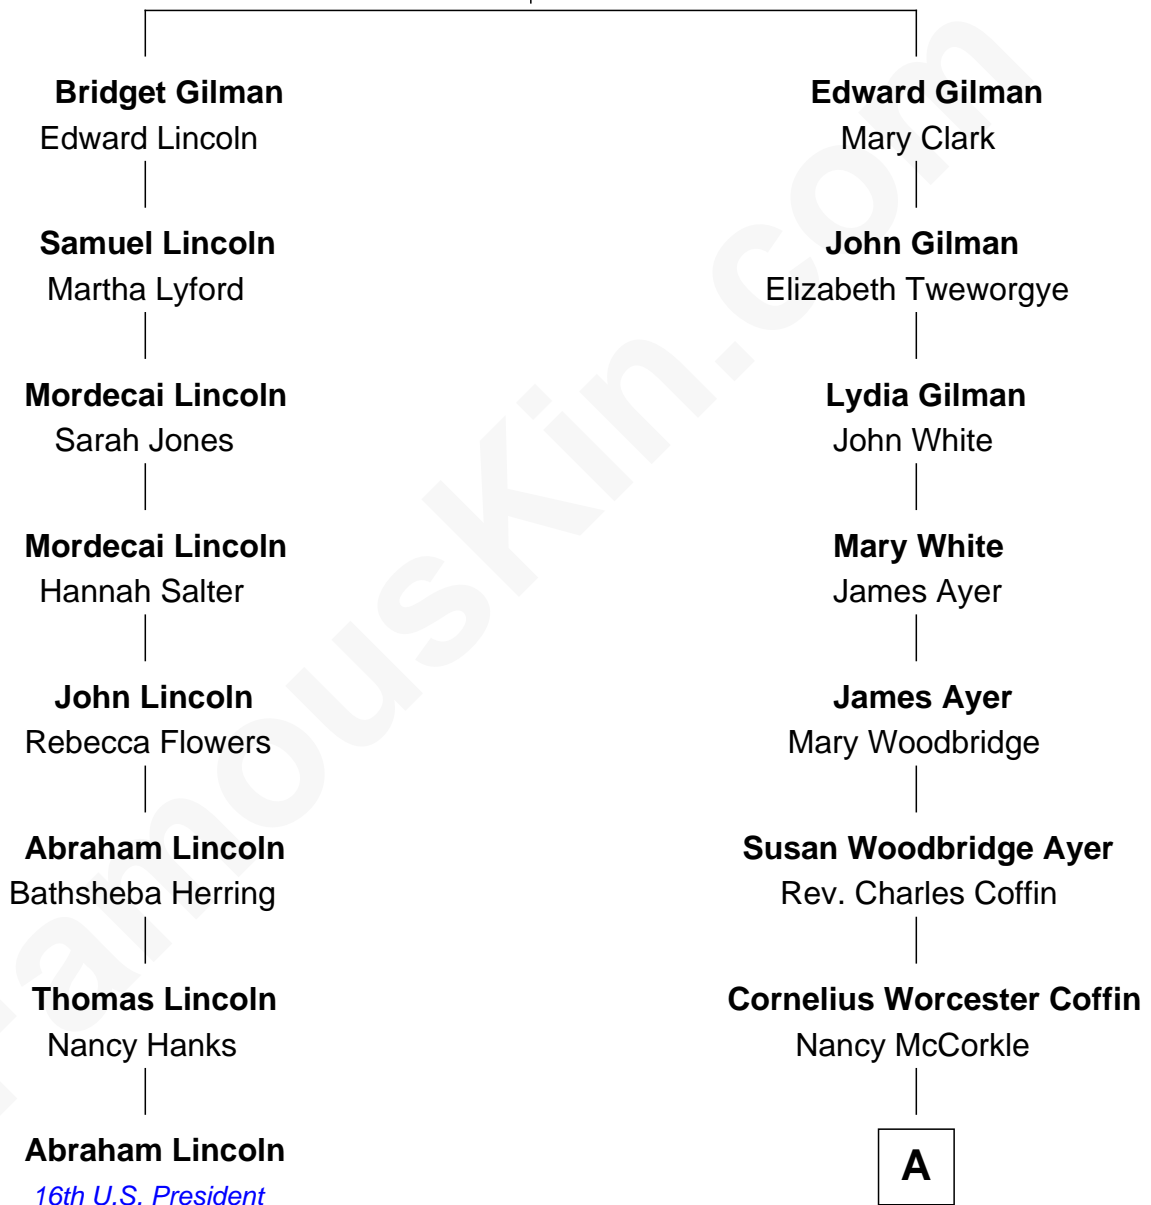 Bridget Gilman
Edward Lincoln
Samuel Lincoln
Martha Lyford
Mordecai Lincoln
Sarah Jones
Mordecai Lincoln
Hannah Salter
John Lincoln
Rebecca Flowers
Abraham Lincoln
Bathsheba Herring
Thomas Lincoln
Nancy Hanks
Abraham Lincoln
16th U.S. President
Edward Gilman
Mary Clark
John Gilman
Elizabeth Tweworgye
Lydia Gilman
John White
Mary White
James Ayer
James Ayer
Mary Woodbridge
Susan Woodbridge Ayer
Rev. Charles Coffin
Cornelius Worcester Coffin
Nancy McCorkle
A
FamousKin.com